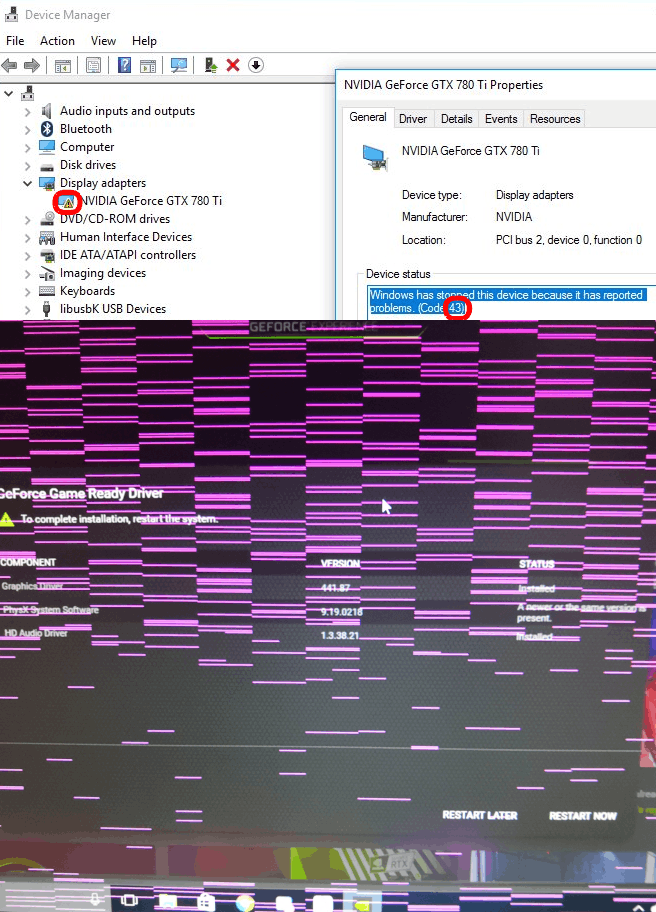 Device Manager
File Action View Help
Audio inputs and outputs
Bluetooth
Computer
Disk drives
Display adapters
NVIDIA GeForce GTX 780 Ti
DVD/CD-ROM drives
Human Interface Devices
IDE ATA/ATAPI controllers
Imaging devices
Keyboards
libusbK USB Devices
NVIDIA GeForce GTX 780 Ti Properties
General Driver Details Events Resources
NVIDIA GeForce GTX 780 Ti
Device type: Display adapters
Manufacturer: NVIDIA
Location: PCI bus 2, device 0, function 0
Device status
Windows has stopped this device because it has reported
problems. (Code 43)
GEFORCE EXPERIENCE
GeForce Game Ready Driver
To complete installation, restart the system.
COMPONENT VERSION STATUS
Graphics Driver 441.87 Installed
PhysX System Software 9.19.0218 A newer or the same version is
present.
HD Audio Driver 1.3.38.21 Installed
RESTART LATER RESTART NOW
RTX